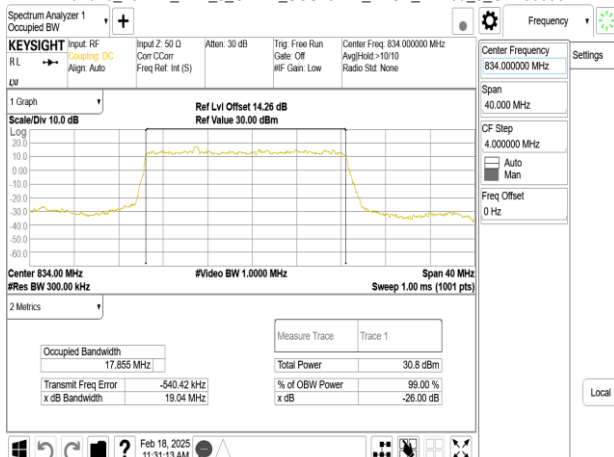 Spectrum Analyzer 1
Occupied BW
Frequency
KEYSIGHT
RL
LXI
Input: RF
Coupling: DC
Align: Auto
Input Z: 50 Ω
Corr CCorr
Freq Ref: Int (S)
Atten: 30 dB
Trig: Free Run
Gate: Off
#IF Gain: Low
Center Freq: 834.000000 MHz
Avg|Hold:>10/10
Radio Std: None
Center Frequency
834.000000 MHz
Settings
Span
40.000 MHz
CF Step
4.000000 MHz
Auto
Man
Freq Offset
0 Hz
Local
1 Graph
Scale/Div 10.0 dB
Ref Lvl Offset 14.26 dB
Ref Value 30.00 dBm
Log
20.0
10.0
0.00
-10.0
-20.0
-30.0
-40.0
-50.0
-60.0
Center 834.00 MHz
#Video BW 1.0000 MHz
Span 40 MHz
#Res BW 300.00 kHz
Sweep 1.00 ms (1001 pts)
2 Metrics
Measure Trace Trace 1
Occupied Bandwidth
17.855 MHz
Total Power 30.8 dBm
Transmit Freq Error -540.42 kHz
% of OBW Power 99.00 %
x dB Bandwidth 19.04 MHz
x dB -26.00 dB
Feb 18, 2025
11:31:13 AM